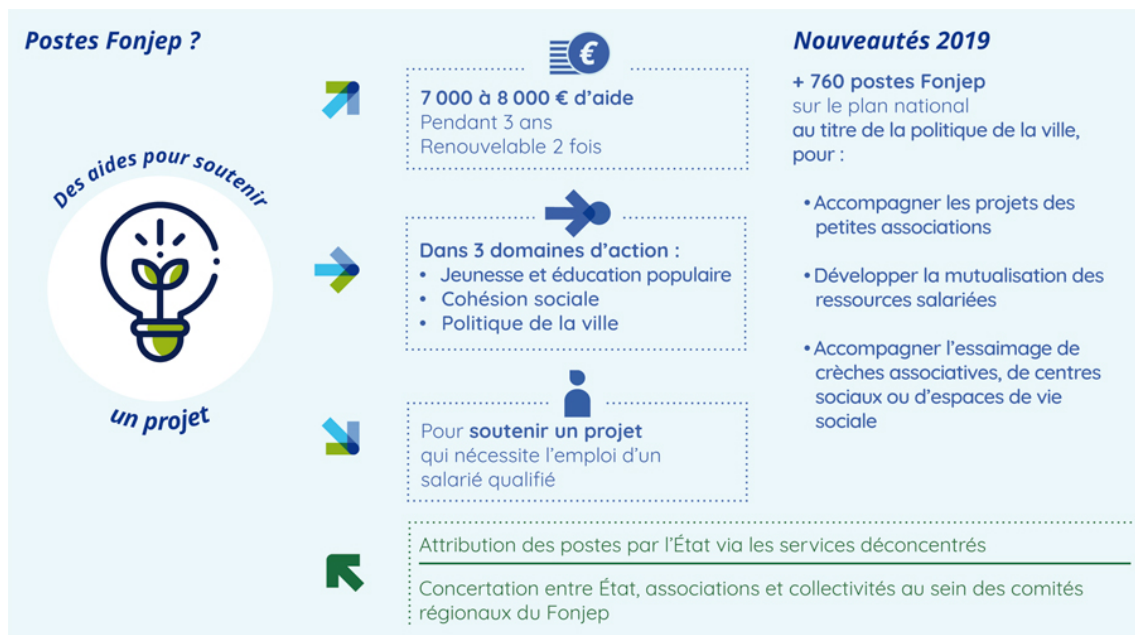 Postes Fonjep ?
Des aides pour soutenir
un projet
€
7 000 à 8 000 € d’aide
Pendant 3 ans
Renouvelable 2 fois
Dans 3 domaines d’action :
• Jeunesse et éducation populaire
• Cohésion sociale
• Politique de la ville
Pour soutenir un projet
qui nécessite l’emploi d’un
salarié qualifié
Nouveautés 2019
+ 760 postes Fonjep
sur le plan national
au titre de la politique de la ville,
pour :
• Accompagner les projets des
petites associations
• Développer la mutualisation des
ressources salariées
• Accompagner l’essaimage de
crèches associatives, de centres
sociaux ou d’espaces de vie
sociale
Attribution des postes par l’État via les services déconcentrés
Concertation entre État, associations et collectivités au sein des comités
régionaux du Fonjep